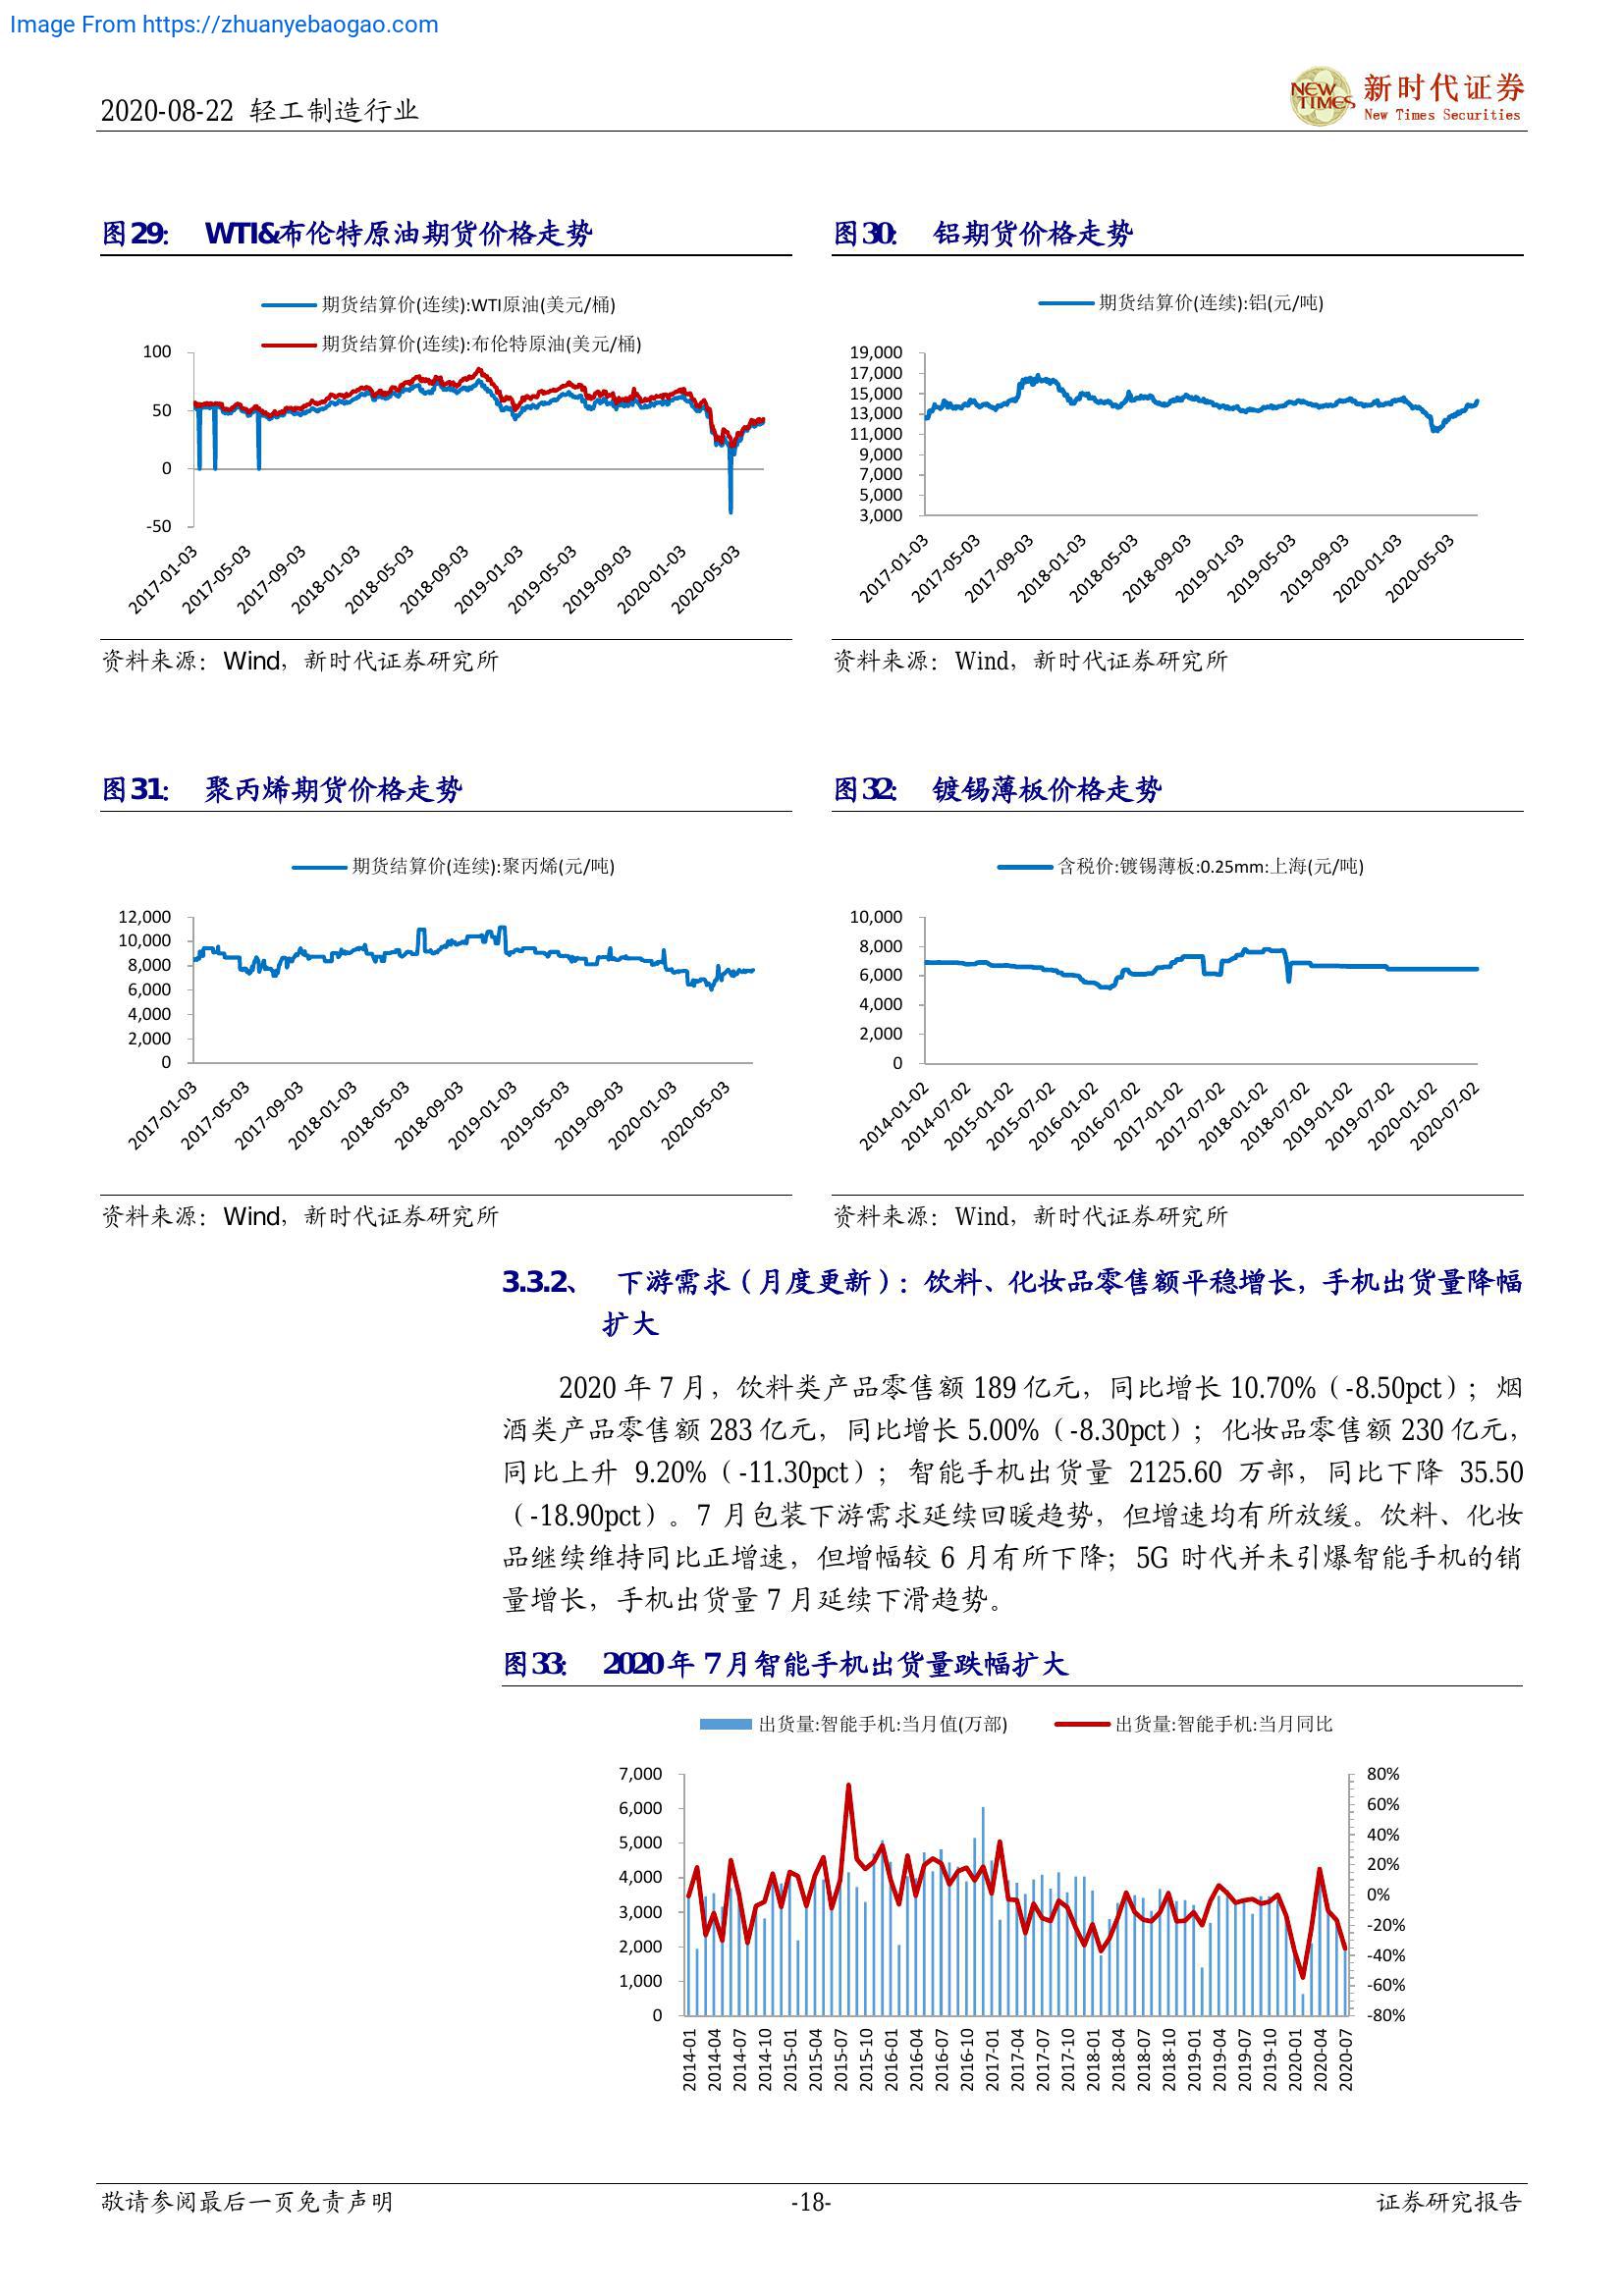 Image From https://zhuanyebaogao.com
2020-08-22 轻工制造行业
NEW TIMES
新时代证券
New Times Securities
图29: WTI&布伦特原油期货价格走势
期货结算价(连续):WTI原油(美元/桶)
期货结算价(连续):布伦特原油(美元/桶)
100
50
0
-50
2017-01-03 2017-05-03 2017-09-03 2018-01-03 2018-05-03 2018-09-03 2019-01-03 2019-05-03 2019-09-03 2020-01-03 2020-05-03
资料来源：Wind，新时代证券研究所
图30: 铝期货价格走势
期货结算价(连续):铝(元/吨)
19,000
17,000
15,000
13,000
11,000
9,000
7,000
5,000
3,000
2017-01-03 2017-05-03 2017-09-03 2018-01-03 2018-05-03 2018-09-03 2019-01-03 2019-05-03 2019-09-03 2020-01-03 2020-05-03
资料来源：Wind，新时代证券研究所
图31: 聚丙烯期货价格走势
期货结算价(连续):聚丙烯(元/吨)
12,000
10,000
8,000
6,000
4,000
2,000
0
2017-01-03 2017-05-03 2017-09-03 2018-01-03 2018-05-03 2018-09-03 2019-01-03 2019-05-03 2019-09-03 2020-01-03 2020-05-03
资料来源：Wind，新时代证券研究所
图32: 镀锡薄板价格走势
含税价:镀锡薄板:0.25mm:上海(元/吨)
10,000
8,000
6,000
4,000
2,000
0
2014-01-02 2014-07-02 2015-01-02 2015-07-02 2016-01-02 2016-07-02 2017-01-02 2017-07-02 2018-01-02 2018-07-02 2019-01-02 2019-07-02 2020-01-02 2020-07-02
资料来源：Wind，新时代证券研究所
3.3.2、 下游需求（月度更新）：饮料、化妆品零售额平稳增长，手机出货量降幅
扩大
2020 年 7 月，饮料类产品零售额 189 亿元，同比增长 10.70%（-8.50pct）；烟
酒类产品零售额 283 亿元，同比增长 5.00%（-8.30pct）；化妆品零售额 230 亿元，
同比上升 9.20%（-11.30pct）；智能手机出货量 2125.60 万部，同比下降 35.50
（-18.90pct）。7 月包装下游需求延续回暖趋势，但增速均有所放缓。饮料、化妆
品继续维持同比正增速，但增幅较 6 月有所下降；5G 时代并未引爆智能手机的销
量增长，手机出货量 7 月延续下滑趋势。
图33: 2020年 7月智能手机出货量跌幅扩大
出货量:智能手机:当月值(万部) 出货量:智能手机:当月同比
7,000
6,000
5,000
4,000
3,000
2,000
1,000
0
80%
60%
40%
20%
0%
-20%
-40%
-60%
-80%
2014-01 2014-04 2014-07 2014-10 2015-01 2015-04 2015-07 2015-10 2016-01 2016-04 2016-07 2016-10 2017-01 2017-04 2017-07 2017-10 2018-01 2018-04 2018-07 2018-10 2019-01 2019-04 2019-07 2019-10 2020-01 2020-04 2020-07
敬请参阅最后一页免责声明
-18-
证券研究报告